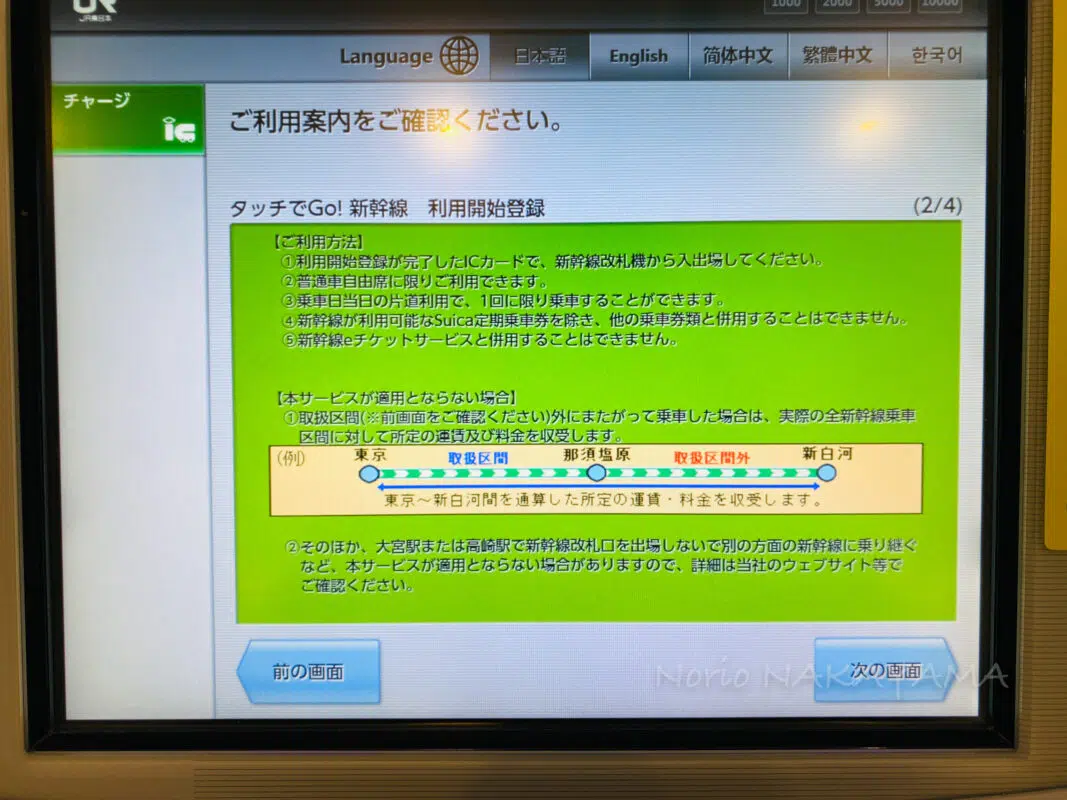 JR東日本
1000 2000 5000 10000
Language 日本語 English 简体中文 繁體中文 한국어
チャージ
ic
ご利用案内をご確認ください。
タッチでGo! 新幹線 利用開始登録 (2/4)
【ご利用方法】
①利用開始登録が完了したICカードで、新幹線改札機から入出場してください。
②普通車自由席に限りご利用できます。
③乗車日当日の片道利用で、1回に限り乗車することができます。
④新幹線が利用可能なSuica定期乗車券を除き、他の乗車券類と併用することはできません。
⑤新幹線eチケットサービスと併用することはできません。
【本サービスが適用とならない場合】
①取扱区間(※前画面をご確認ください)外にまたがって乗車した場合は、実際の全新幹線乗車
区間に対して所定の運賃及び料金を収受します。
(例) 東京 取扱区間 那須塩原 取扱区間外 新白河
東京～新白河間を通算した所定の運賃・料金を収受します。
②そのほか、大宮駅または高崎駅で新幹線改札口を出場しないで別の方面の新幹線に乗り継ぐ
など、本サービスが適用とならない場合がありますので、詳細は当社のウェブサイト等で
ご確認ください。
前の画面 次の画面
Norio NAKAYAMA